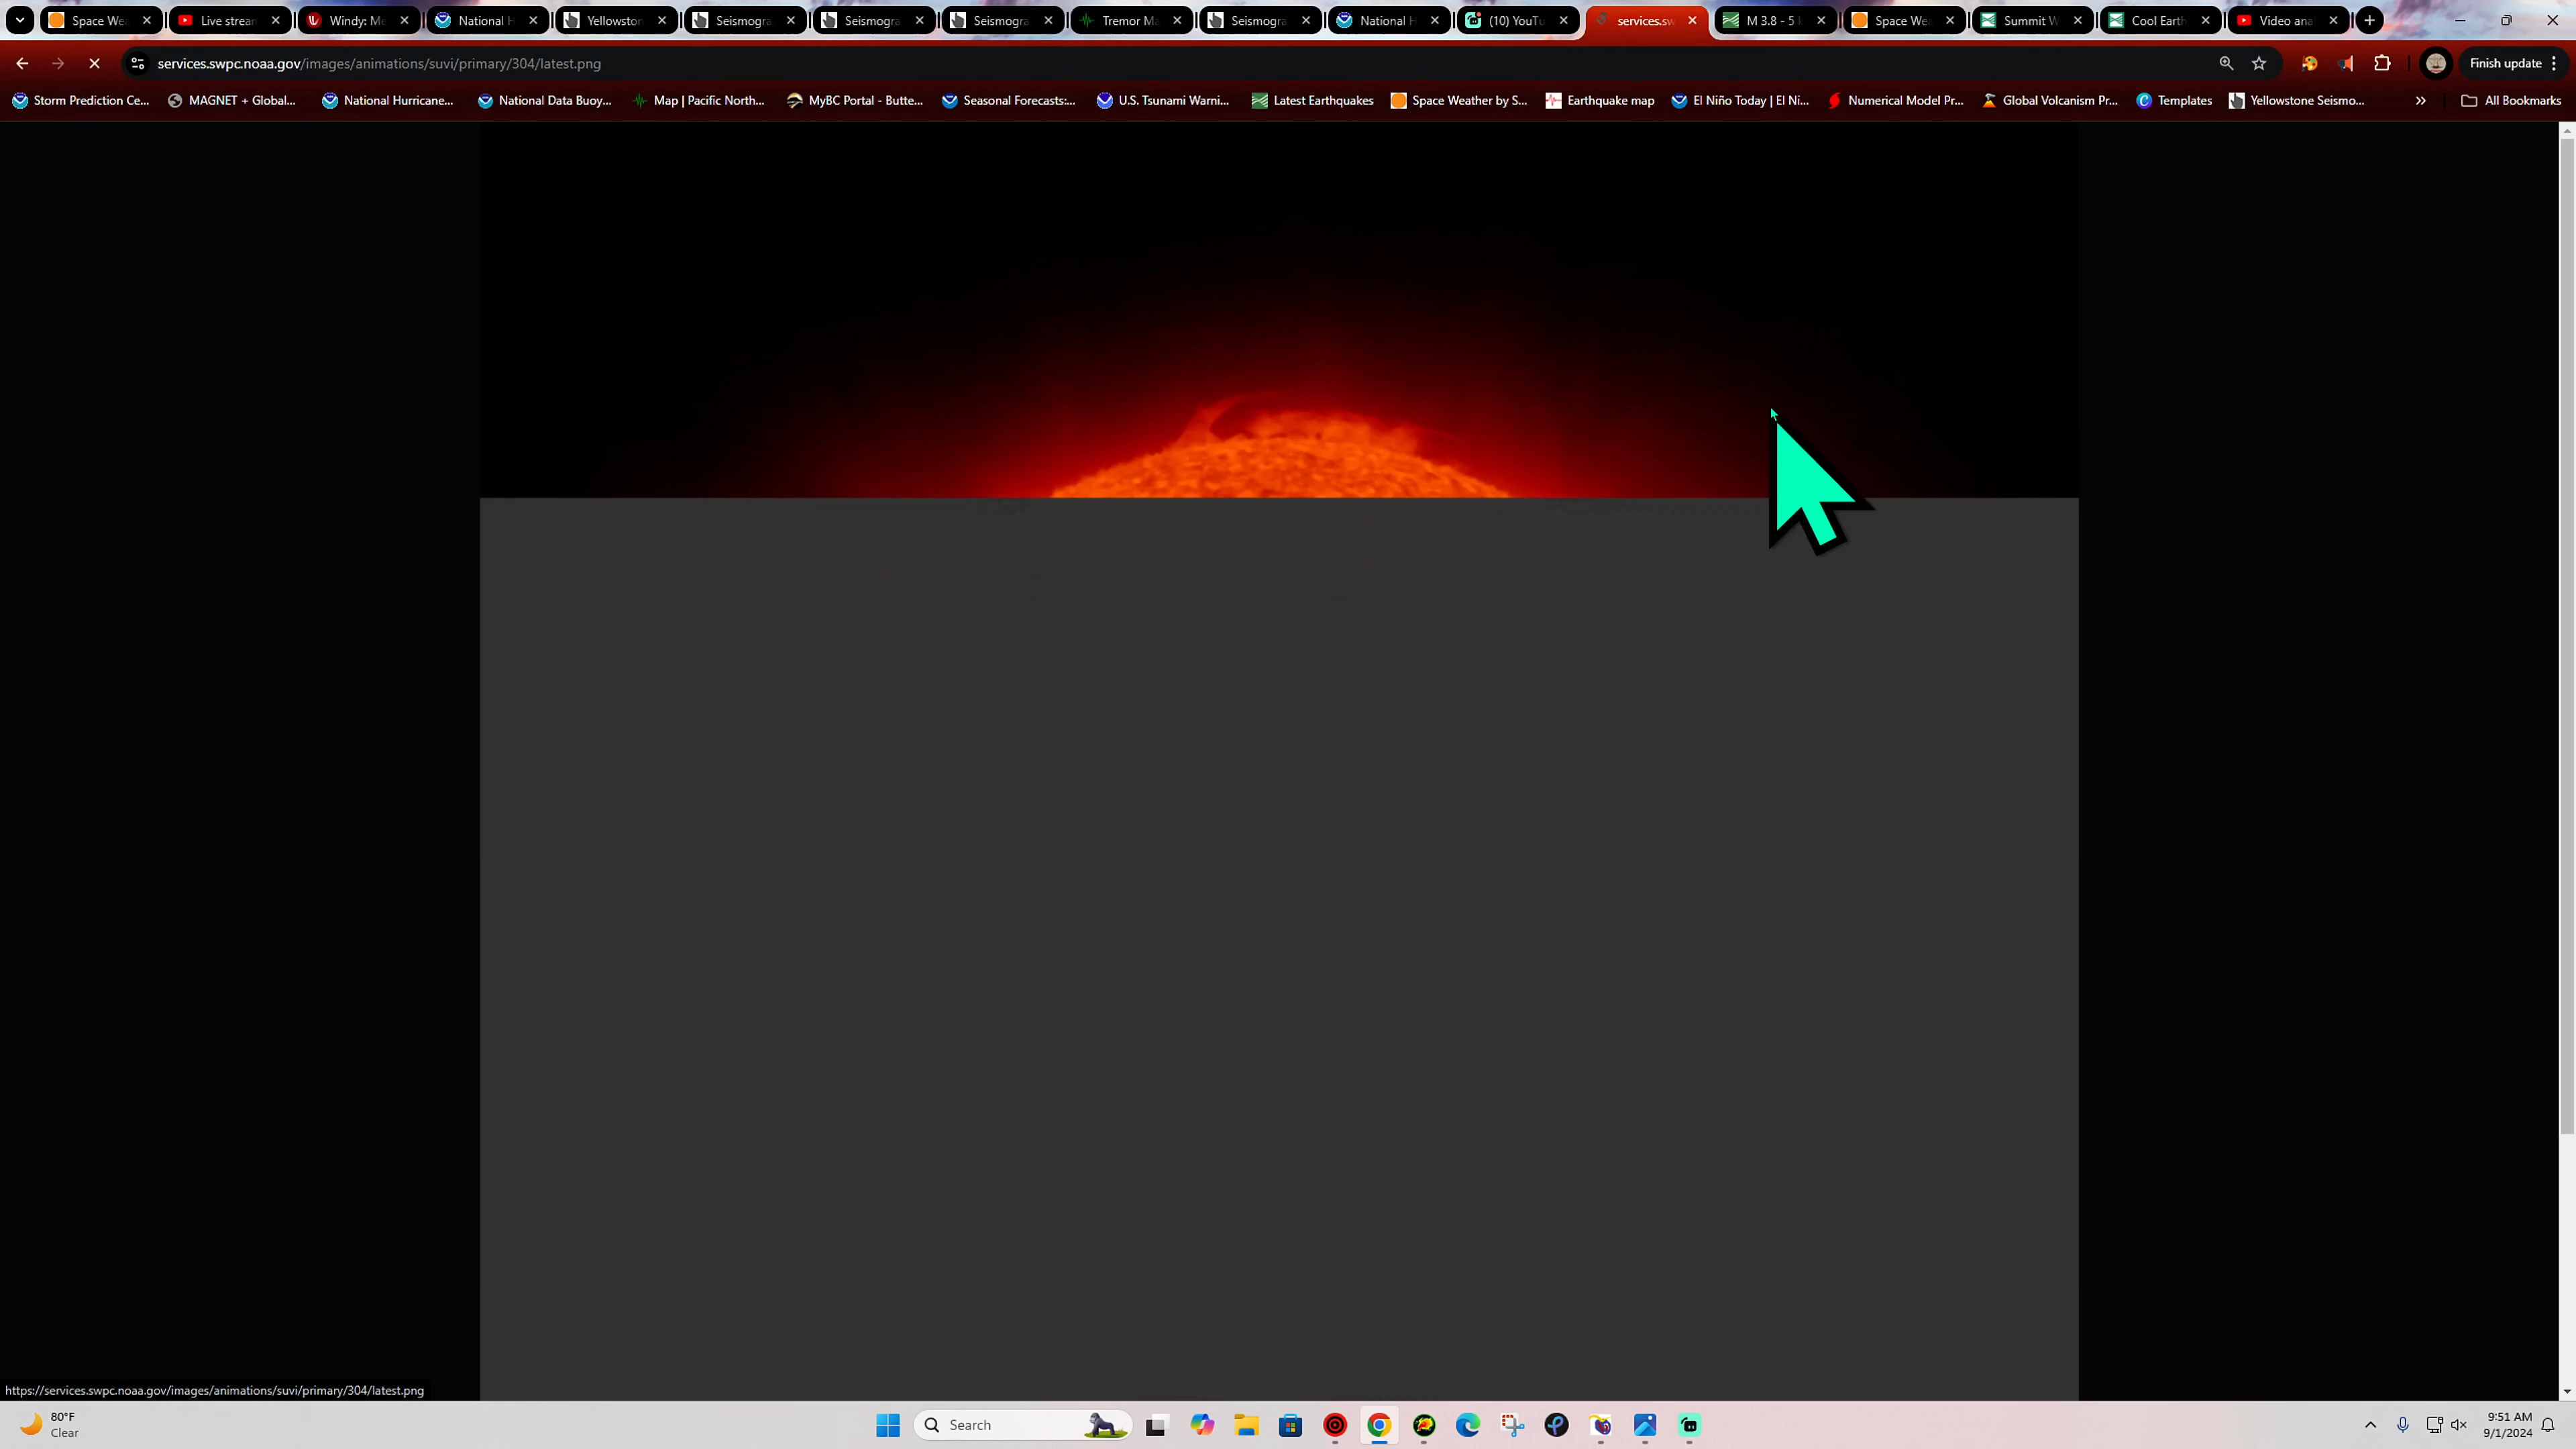 Space Wea
Live strean
Windy: Me
National H
Yellowston
Seismogra
Seismogra
Seismogra
Tremor Ma
Seismogra
National H
(10) YouTu
services.sw
M 3.8 - 5 k
Space Wea
Summit W
Cool Earth
Video anal
services.swpc.noaa.gov/images/animations/suvi/primary/304/latest.png
Finish update
Storm Prediction Ce...
MAGNET + Global...
National Hurricane...
National Data Buoy...
Map | Pacific North...
MyBC Portal - Butte...
Seasonal Forecasts:...
U.S. Tsunami Warni...
Latest Earthquakes
Space Weather by S...
Earthquake map
El Niño Today | El Ni...
Numerical Model Pr...
Global Volcanism Pr...
Templates
Yellowstone Seismo...
All Bookmarks
https://services.swpc.noaa.gov/images/animations/suvi/primary/304/latest.png
80°F
Clear
Search
9:51 AM
9/1/2024